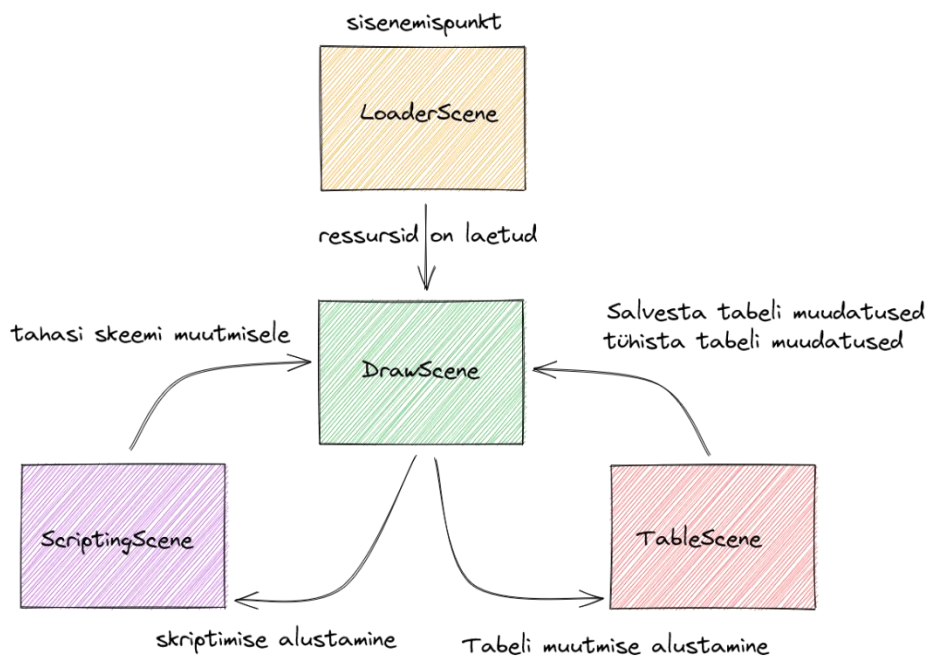 sisenemispunkt
LoaderScene
ressursid on laetud
tahasi skeemi muutmisele
Salvesta tabeli muudatused
tühista tabeli muudatused
DrawScene
ScriptingScene
TableScene
skriptimise alustamine
Tabeli muutmise alustamine